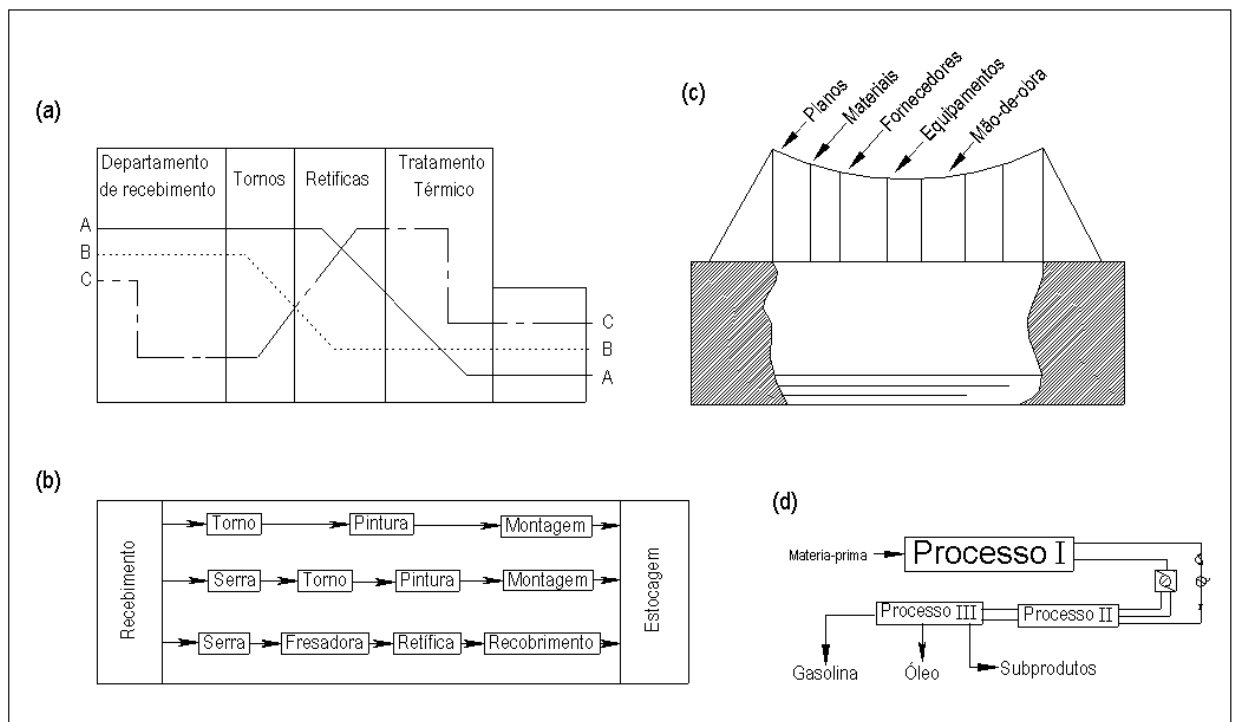 (a)
Departamento
de recebimento
Tornos
Retíficas
Tratamento
Térmico
A
B
C
C
B
A
(c)
Planos
Materiais
Fornecedores
Equipamentos
Mão-de-obra
(b)
Recebimento
Torno
Pintura
Montagem
Serra
Torno
Pintura
Montagem
Serra
Fresadora
Retífica
Recobrimento
Estocagem
(d)
Materia-prima
Processo I
Processo III
Processo II
Gasolina
Óleo
Subprodutos